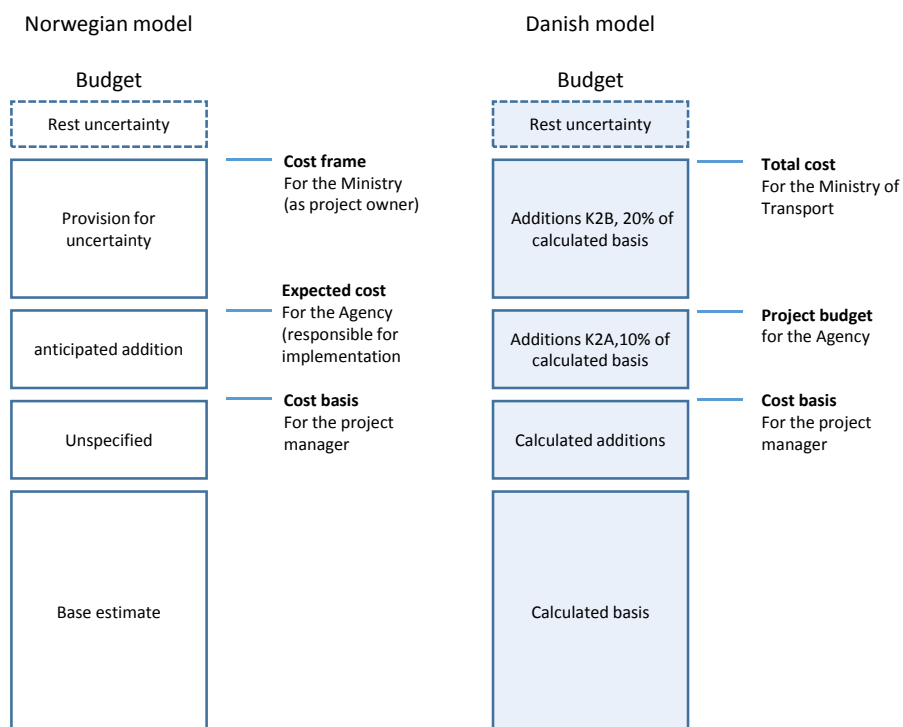 Norwegian model
Budget
Rest uncertainty
Cost frame
For the Ministry
(as project owner)
Provision for
uncertainty
Expected cost
For the Agency
(responsible for
implementation
anticipated addition
Cost basis
For the project
manager
Unspecified
Base estimate
Danish model
Budget
Rest uncertainty
Total cost
For the Ministry of
Transport
Additions K2B, 20% of
calculated basis
Project budget
for the Agency
Additions K2A,10% of
calculated basis
Cost basis
For the project
manager
Calculated additions
Calculated basis